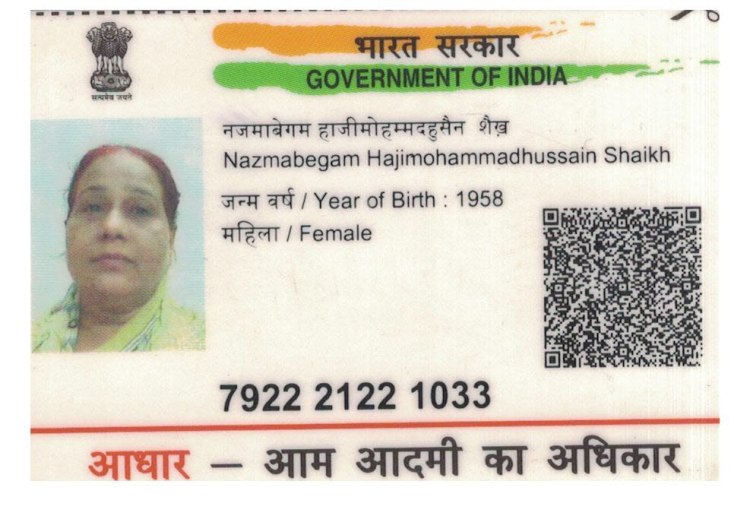 भारत सरकार
GOVERNMENT OF INDIA
सत्यमेव जयते
नजमाबेगम हाजीमोहम्मदहुसैन शैख़
Nazmabegam Hajimohammadhussain Shaikh
जन्म वर्ष / Year of Birth : 1958
महिला / Female
7922 2122 1033
आधार – आम आदमी का अधिकार